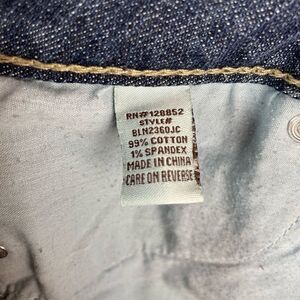 RN# 128852
STYLE#
BLN2360JC
99% COTTON
1% SPANDEX
MADE IN CHINA
CARE ON REVERSE